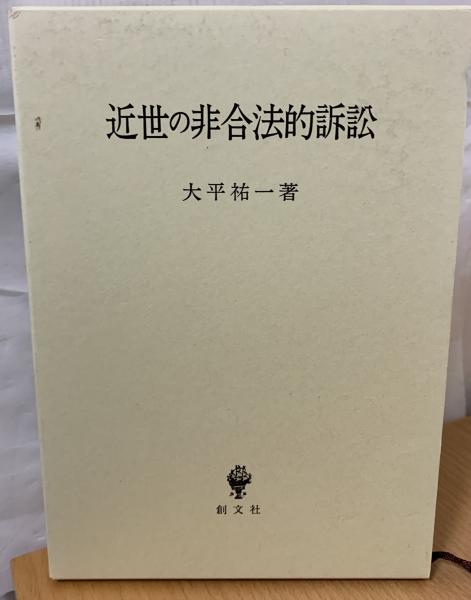 近世の非合法的訴訟
大平祐一著
創文社